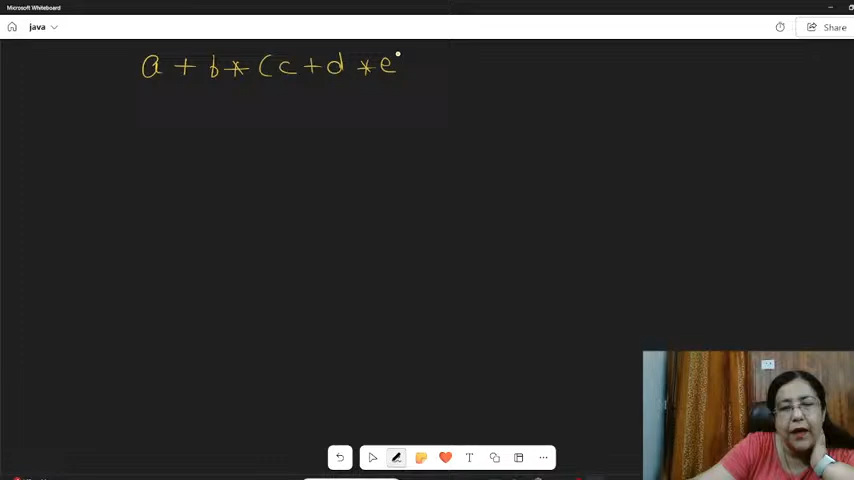 Microsoft Whiteboard
java
Share
a + b * ( c + d * e
T